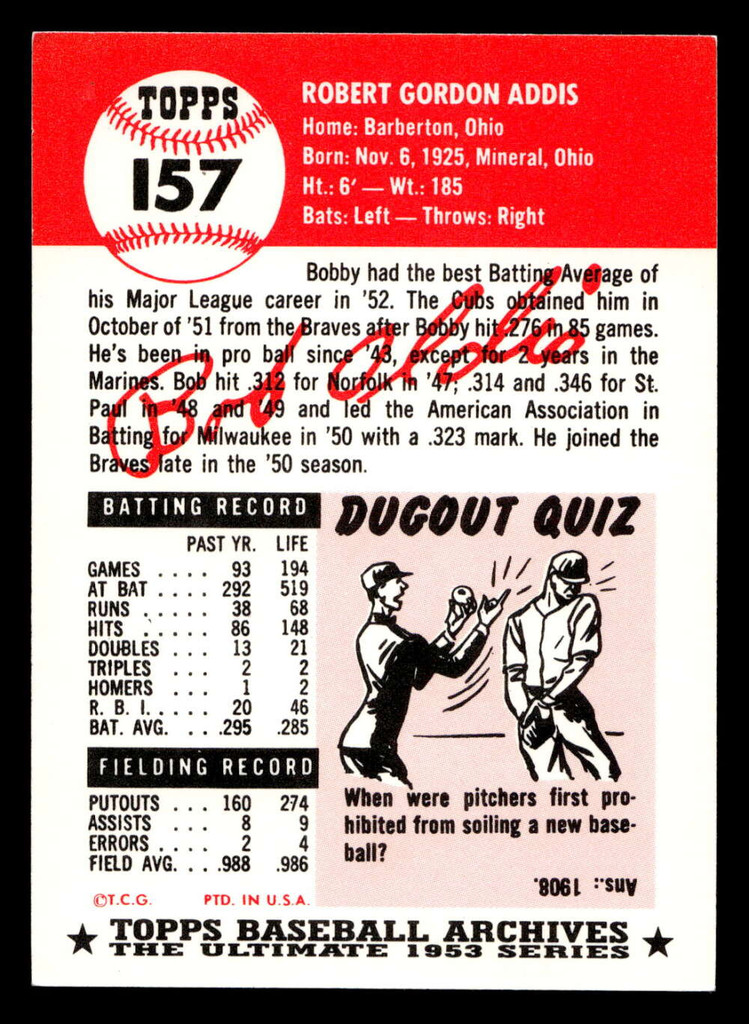 TOPPS
157
ROBERT GORDON ADDIS
Home: Barberton, Ohio
Born: Nov. 6, 1925, Mineral, Ohio
Ht.: 6' — Wt.: 185
Bats: Left — Throws: Right
Bobby had the best Batting Average of
his Major League career in '52. The Cubs obtained him in
October of '51 from the Braves after Bobby hit .276 in 85 games.
He's been in pro ball since '43, except for 2 years in the
Marines. Bob hit .312 for Norfolk in '47; .314 and .346 for St.
Paul in '48 and '49 and led the American Association in
Batting for Milwaukee in '50 with a .323 mark. He joined the
Braves late in the '50 season.
Bob Addis
BATTING RECORD
PAST YR. LIFE
GAMES .... 93 194
AT BAT .... 292 519
RUNS ..... 38 68
HITS ..... 86 148
DOUBLES ... 13 21
TRIPLES ... 2 2
HOMERS ... 1 2
R. B. I. .... 20 46
BAT. AVG. ... .295 .285
FIELDING RECORD
PUTOUTS ... 160 274
ASSISTS ... 8 9
ERRORS .... 2 4
FIELD AVG. ... .988 .986
DUGOUT QUIZ
When were pitchers first pro-
hibited from soiling a new base-
ball?
Ans.: 1908.
©T.C.G. PTD. IN U.S.A.
★ TOPPS BASEBALL ARCHIVES ★
THE ULTIMATE 1953 SERIES